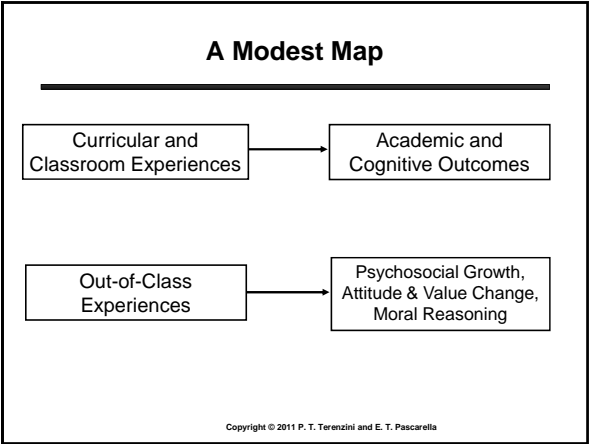 A Modest Map
Curricular and
Classroom Experiences
Academic and
Cognitive Outcomes
Out-of-Class
Experiences
Psychosocial Growth,
Attitude & Value Change,
Moral Reasoning
Copyright © 2011 P. T. Terenzini and E. T. Pascarella